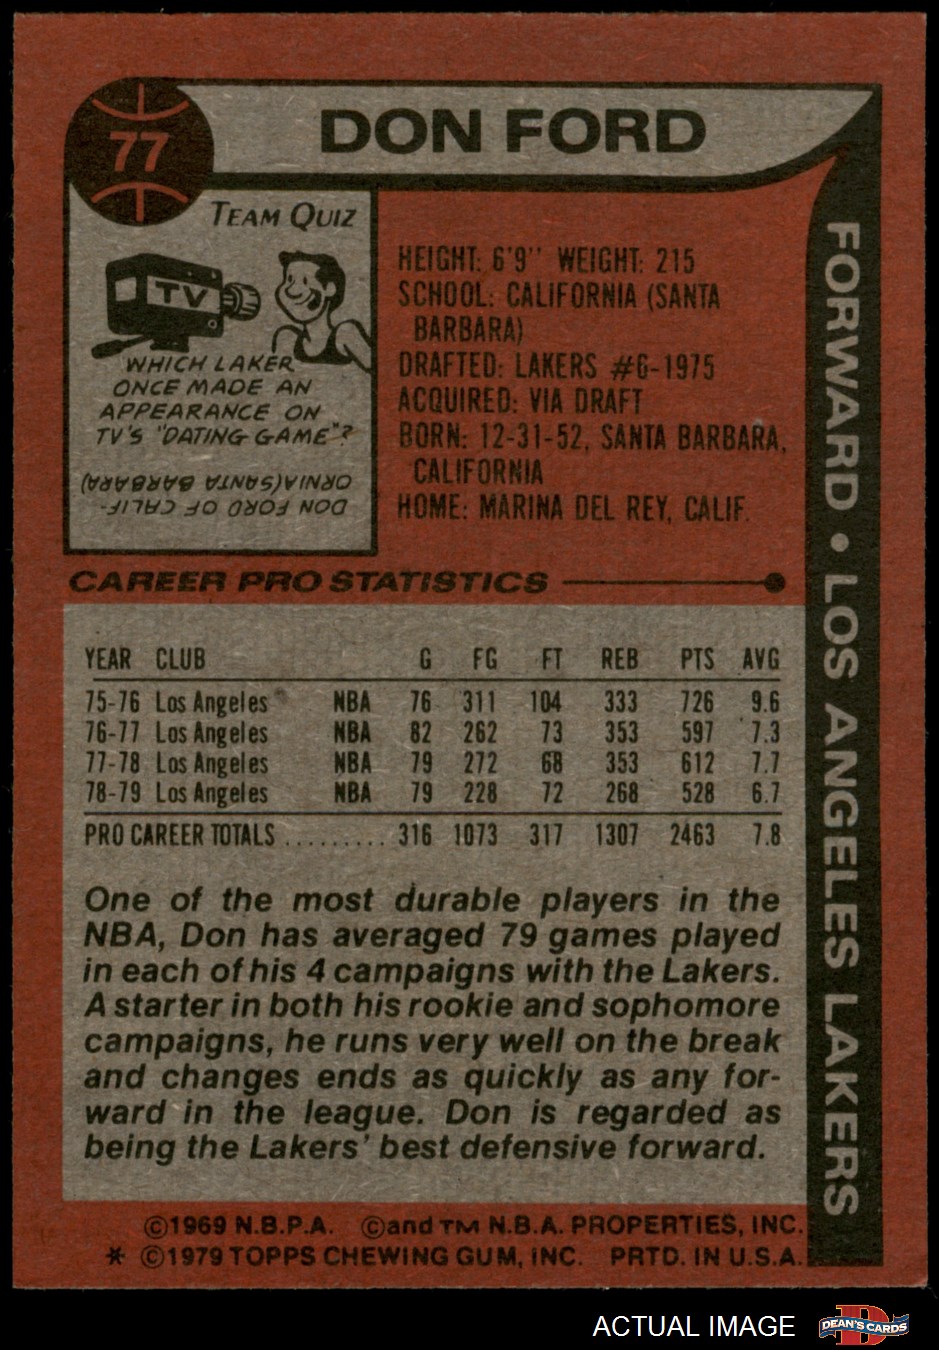 77
DON FORD
TEAM QUIZ
TV
WHICH LAKER
ONCE MADE AN
APPEARANCE ON
TV'S "DATING GAME"?
DON FORD OF CALIF-
ORNIA (SANTA BARBARA)
HEIGHT: 6'9'' WEIGHT: 215
SCHOOL: CALIFORNIA (SANTA
BARBARA)
DRAFTED: LAKERS #6-1975
ACQUIRED: VIA DRAFT
BORN: 12-31-52, SANTA BARBARA,
CALIFORNIA
HOME: MARINA DEL REY, CALIF.
FORWARD • LOS ANGELES LAKERS
CAREER PRO STATISTICS
YEAR CLUB G FG FT REB PTS AVG
75-76 Los Angeles NBA 76 311 104 333 726 9.6
76-77 Los Angeles NBA 82 262 73 353 597 7.3
77-78 Los Angeles NBA 79 272 68 353 612 7.7
78-79 Los Angeles NBA 79 228 72 268 528 6.7
PRO CAREER TOTALS .......... 316 1073 317 1307 2463 7.8
One of the most durable players in the
NBA, Don has averaged 79 games played
in each of his 4 campaigns with the Lakers.
A starter in both his rookie and sophomore
campaigns, he runs very well on the break
and changes ends as quickly as any for-
ward in the league. Don is regarded as
being the Lakers' best defensive forward.
©1969 N.B.P.A. ©and TM N.B.A. PROPERTIES, INC.
* ©1979 TOPPS CHEWING GUM, INC. PRTD. IN U.S.A.
ACTUAL IMAGE
DEAN'S CARDS